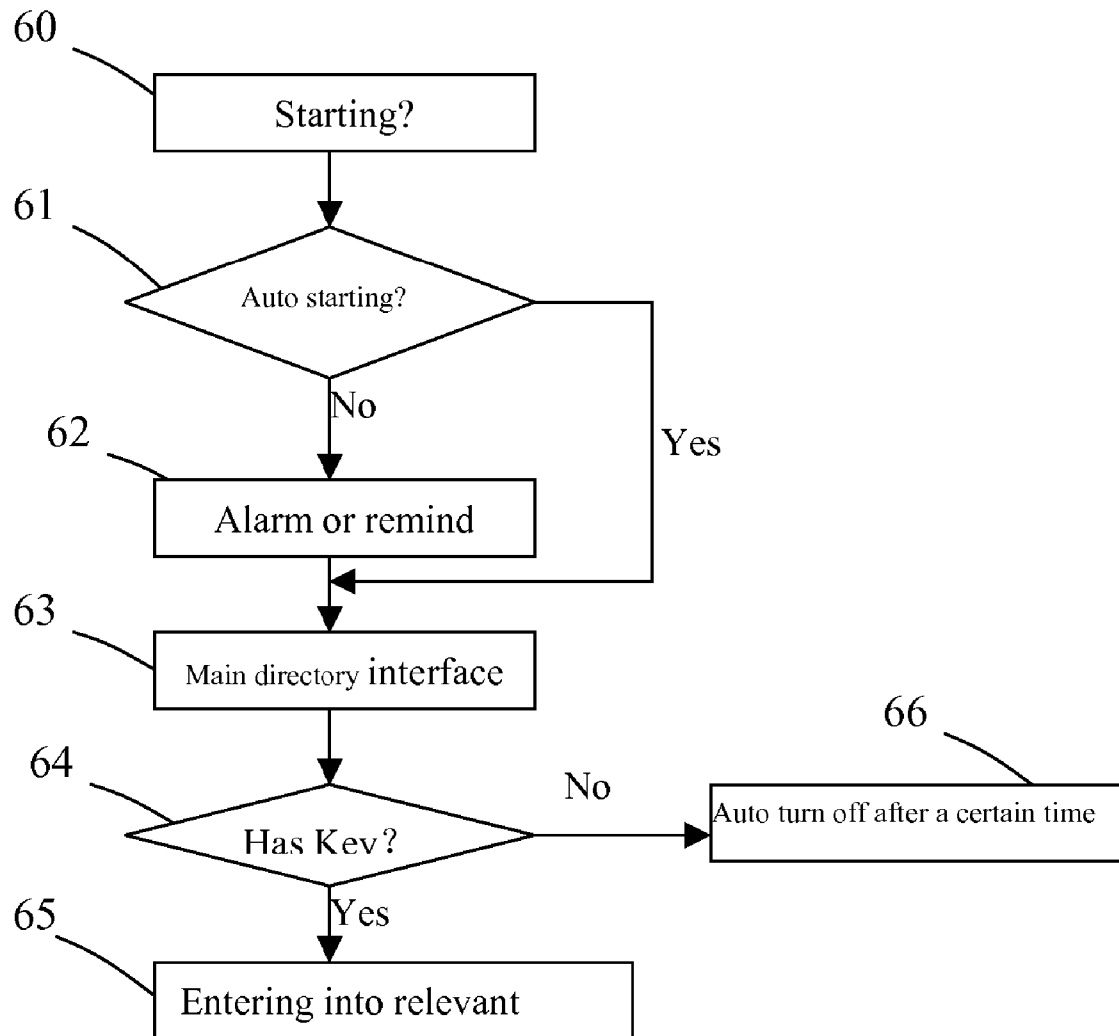 60
Starting?
61
Auto starting?
No
Yes
62
Alarm or remind
63
Main directory interface
66
64
No
Auto turn off after a certain time
Has Key?
Yes
65
Entering into relevant